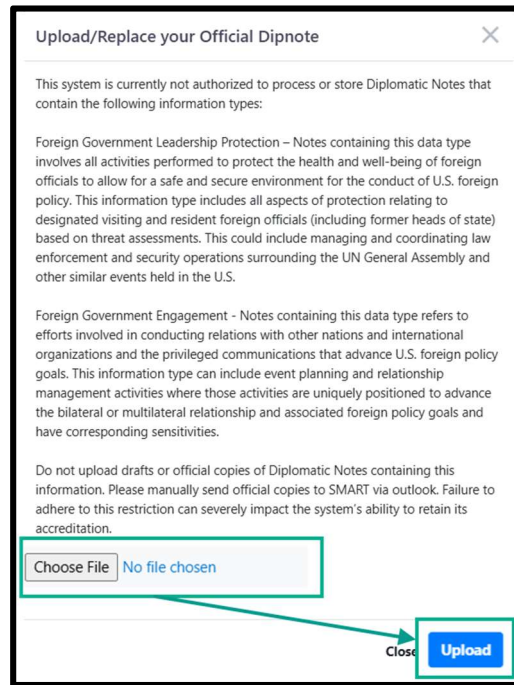 Upload/Replace your Official Dipnote
This system is currently not authorized to process or store Diplomatic Notes that
contain the following information types:
Foreign Government Leadership Protection – Notes containing this data type
involves all activities performed to protect the health and well-being of foreign
officials to allow for a safe and secure environment for the conduct of U.S. foreign
policy. This information type includes all aspects of protection relating to
designated visiting and resident foreign officials (including former heads of state)
based on threat assessments. This could include managing and coordinating law
enforcement and security operations surrounding the UN General Assembly and
other similar events held in the U.S.
Foreign Government Engagement - Notes containing this data type refers to
efforts involved in conducting relations with other nations and international
organizations and the privileged communications that advance U.S. foreign policy
goals. This information type can include event planning and relationship
management activities where those activities are uniquely positioned to advance
the bilateral or multilateral relationship and associated foreign policy goals and
have corresponding sensitivities.
Do not upload drafts or official copies of Diplomatic Notes containing this
information. Please manually send official copies to SMART via outlook. Failure to
adhere to this restriction can severely impact the system's ability to retain its
accreditation.
Choose File No file chosen
Close Upload